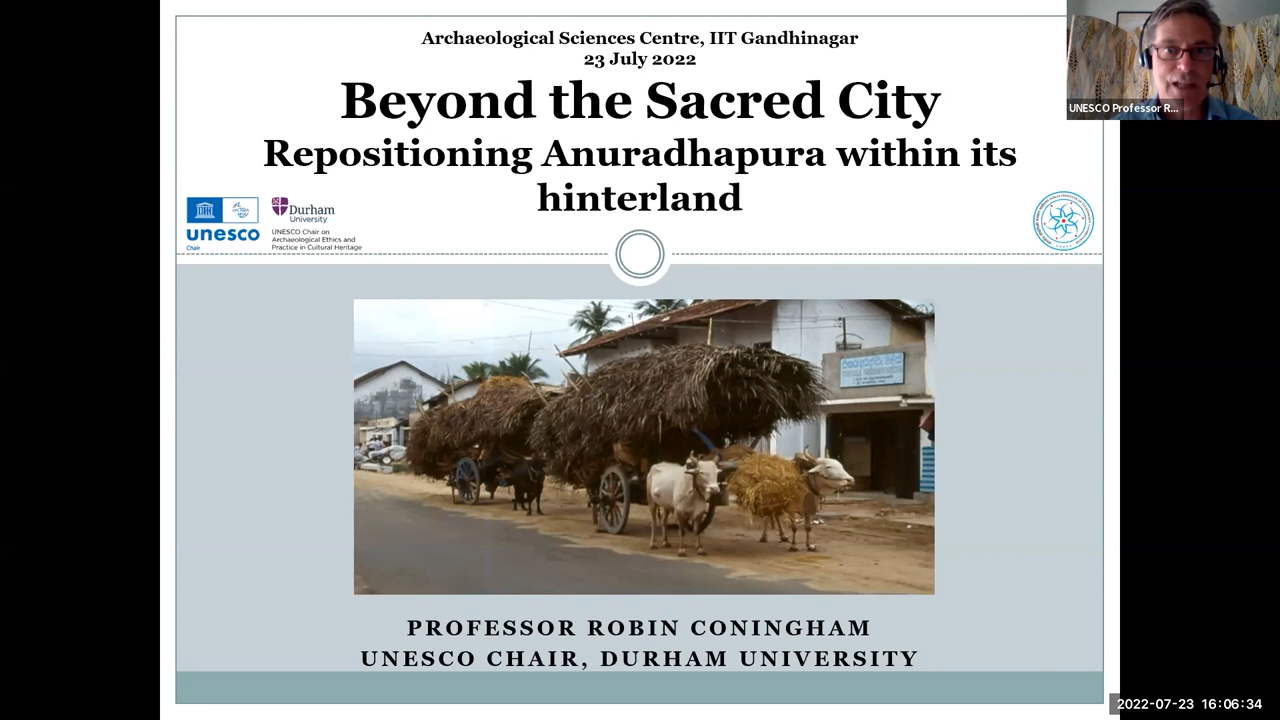 Archaeological Sciences Centre, IIT Gandhinagar
23 July 2022
Beyond the Sacred City
Repositioning Anuradhapura within its
hinterland
UNESCO Professor R...
unesco
Chair
Durham
University
UNESCO Chair on
Archaeological Ethics and
Practice in Cultural Heritage
PROFESSOR ROBIN CONINGHAM
UNESCO CHAIR, DURHAM UNIVERSITY
2022-07-23 16:06:34